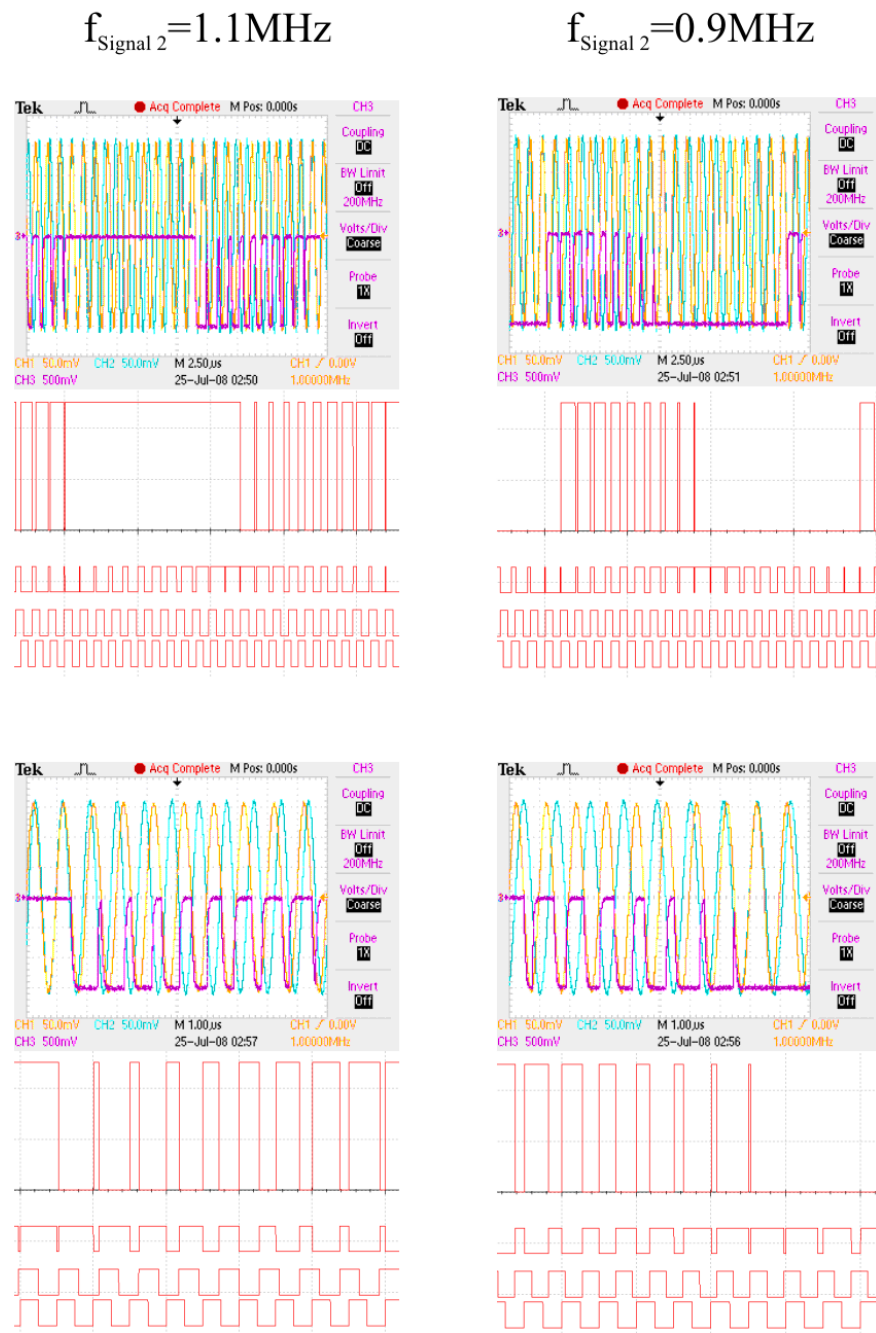 f Signal 2=1.1MHz
f Signal 2=0.9MHz
Tek Acq Complete M Pos: 0.000s CH3
Coupling
DC
BW Limit
Off
200MHz
Volts/Div
Coarse
Probe
1X
Invert
Off
3
CH1 50.0mV CH2 50.0mV M 2.50µs CH1 / 0.00V
CH3 500mV 25-Jul-08 02:50 1.00000MHz
Tek Acq Complete M Pos: 0.000s CH3
Coupling
DC
BW Limit
Off
200MHz
Volts/Div
Coarse
Probe
1X
Invert
Off
3
CH1 50.0mV CH2 50.0mV M 2.50µs CH1 / 0.00V
CH3 500mV 25-Jul-08 02:51 1.00000MHz
Tek Acq Complete M Pos: 0.000s CH3
Coupling
DC
BW Limit
Off
200MHz
Volts/Div
Coarse
Probe
1X
Invert
Off
3
CH1 50.0mV CH2 50.0mV M 1.00µs CH1 / 0.00V
CH3 500mV 25-Jul-08 02:57 1.00000MHz
Tek Acq Complete M Pos: 0.000s CH3
Coupling
DC
BW Limit
Off
200MHz
Volts/Div
Coarse
Probe
1X
Invert
Off
3
CH1 50.0mV CH2 50.0mV M 1.00µs CH1 / 0.00V
CH3 500mV 25-Jul-08 02:56 1.00000MHz